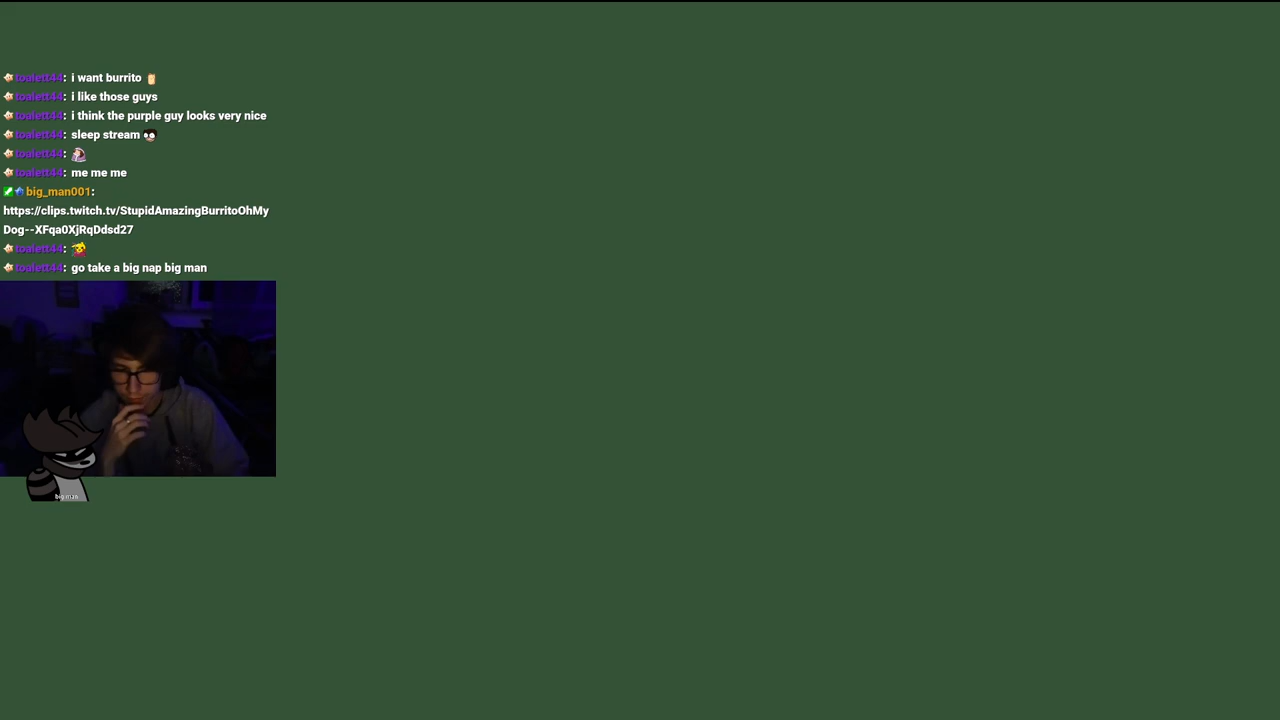 toalett44: i want burrito
toalett44: i like those guys
toalett44: i think the purple guy looks very nice
toalett44: sleep stream
toalett44:
toalett44: me me me
big_man001:
https://clips.twitch.tv/StupidAmazingBurritoOhMy
Dog--XFqa0XjRqDdsd27
toalett44:
toalett44: go take a big nap big man
big man